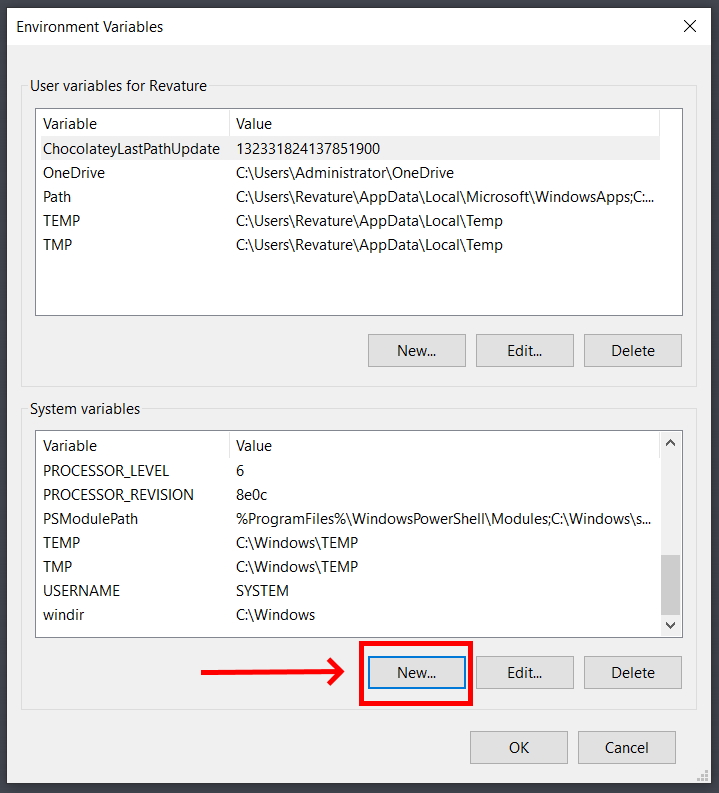 Environment Variables
User variables for Revature
Variable Value
ChocolateyLastPathUpdate 132331824137851900
OneDrive C:\Users\Administrator\OneDrive
Path C:\Users\Revature\AppData\Local\Microsoft\WindowsApps;C:...
TEMP C:\Users\Revature\AppData\Local\Temp
TMP C:\Users\Revature\AppData\Local\Temp
New... Edit... Delete
System variables
Variable Value
PROCESSOR_LEVEL 6
PROCESSOR_REVISION 8e0c
PSModulePath %ProgramFiles%\WindowsPowerShell\Modules;C:\Windows\s...
TEMP C:\Windows\TEMP
TMP C:\Windows\TEMP
USERNAME SYSTEM
windir C:\Windows
New... Edit... Delete
OK Cancel